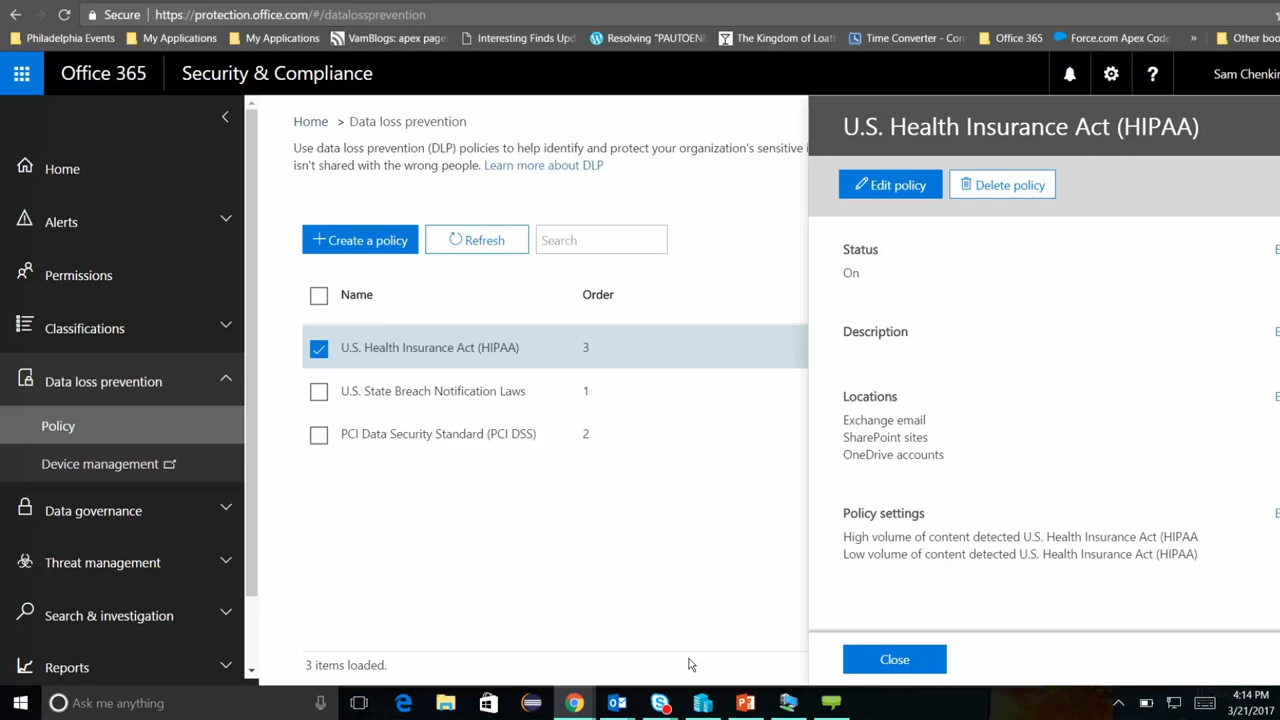 Secure https://protection.office.com/#/datalossprevention
Philadelphia Events My Applications My Applications VamBlogs: apex page Interesting Finds Upd Resolving "PAUTOEN The Kingdom of Loat Time Converter - Con Office 365 Force.com Apex Code » Other boo
Office 365 Security & Compliance ? Sam Chenkin
Home > Data loss prevention
Use data loss prevention (DLP) policies to help identify and protect your organization's sensitive i
isn't shared with the wrong people. Learn more about DLP
Home
Alerts
Permissions
Classifications
Data loss prevention
Policy
Device management
Data governance
Threat management
Search & investigation
Reports
+ Create a policy Refresh Search
Name Order
U.S. Health Insurance Act (HIPAA) 3
U.S. State Breach Notification Laws 1
PCI Data Security Standard (PCI DSS) 2
3 items loaded.
U.S. Health Insurance Act (HIPAA)
Edit policy Delete policy
Status E
On
Description E
Locations E
Exchange email
SharePoint sites
OneDrive accounts
Policy settings E
High volume of content detected U.S. Health Insurance Act (HIPAA
Low volume of content detected U.S. Health Insurance Act (HIPAA)
Close
Ask me anything
4:14 PM
3/21/2017